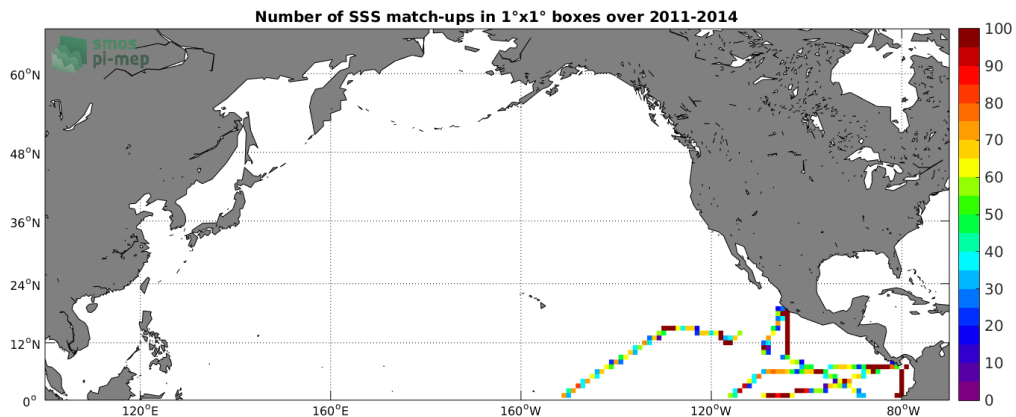 Number of SSS match-ups in 1°x1° boxes over 2011-2014
smos
pi-mep
60°N
48°N
36°N
24°N
12°N
0°
120°E
160°E
160°W
120°W
80°W
100
90
80
70
60
50
40
30
20
10
0